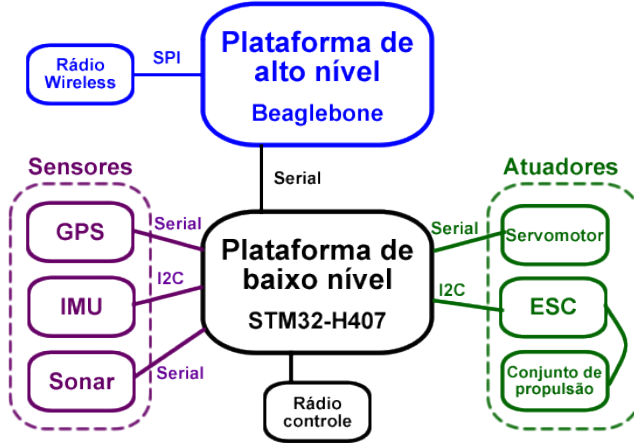 Plataforma de
alto nível
Beaglebone
Rádio
Wireless
SPI
Serial
Sensores
GPS
IMU
Sonar
Serial
I2C
Serial
Plataforma de
baixo nível
STM32-H407
Rádio
controle
Atuadores
Serial
I2C
Servomotor
ESC
Conjunto de
propulsão